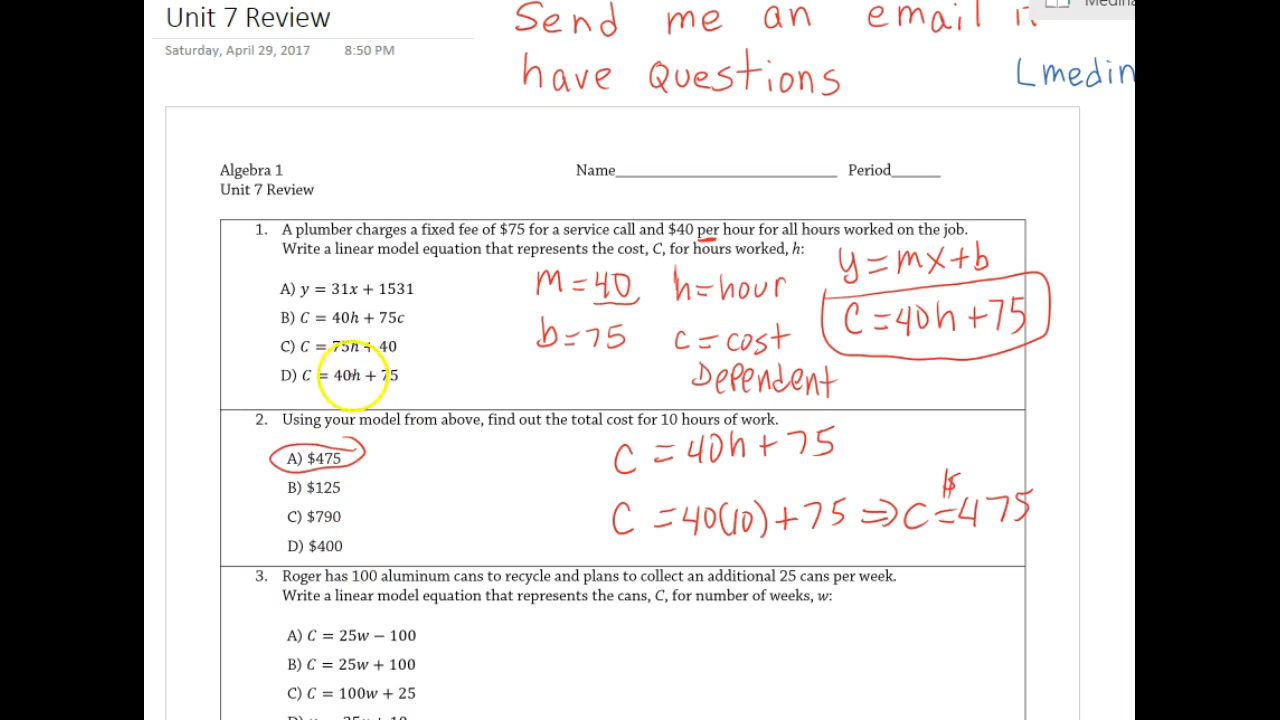 Unit 7 Review
Saturday, April 29, 2017 8:50 PM
Send me an email
have Questions
Algebra 1 Name Period
Unit 7 Review
1. A plumber charges a fixed fee of $75 for a service call and $40 per hour for all hours worked on the job.
Write a linear model equation that represents the cost, C, for hours worked, h:
y = mx + b
m = 40 h = hour
A) y = 31x + 1531
B) C = 40h + 75c
C = 40h + 75
b = 75 c = cost
C) C = 75h + 40
D) C = 40h + 75
Dependent
2. Using your model from above, find out the total cost for 10 hours of work.
C = 40h + 75
A) $475
B) $125
C = 40(10) + 75 ⇒ C = $475
C) $790
D) $400
3. Roger has 100 aluminum cans to recycle and plans to collect an additional 25 cans per week.
Write a linear model equation that represents the cans, C, for number of weeks, w:
A) C = 25w − 100
B) C = 25w + 100
C) C = 100w + 25